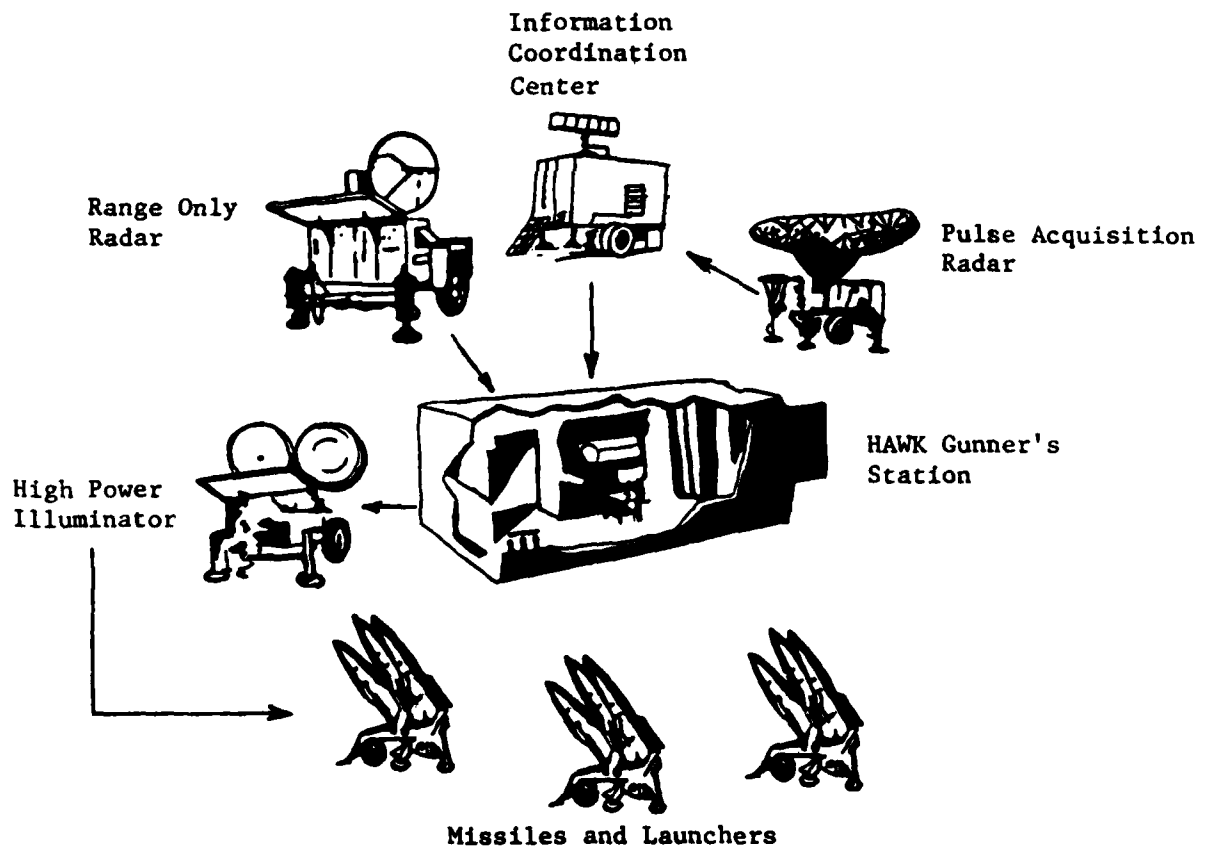 Information
Coordination
Center
Range Only
Radar
Pulse Acquisition
Radar
HAWK Gunner's
Station
High Power
Illuminator
Missiles and Launchers